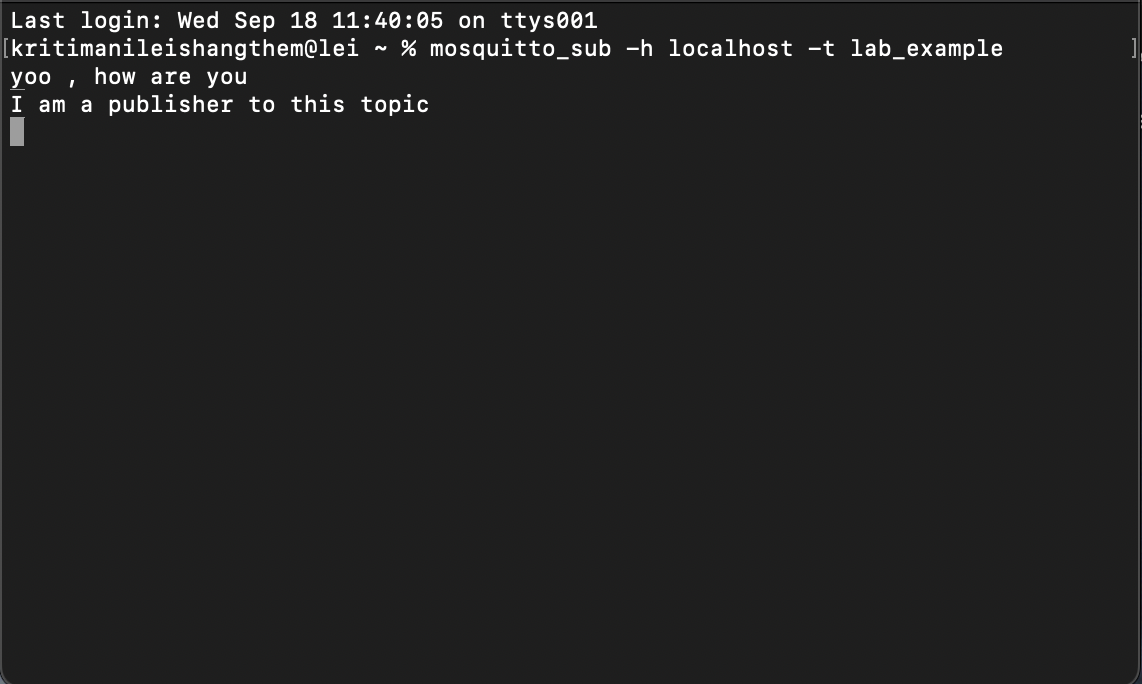 Last login: Wed Sep 18 11:40:05 on ttys001
[kritimanileishangthem@lei ~ % mosquitto_sub -h localhost -t lab_example ]
yoo , how are you
I am a publisher to this topic